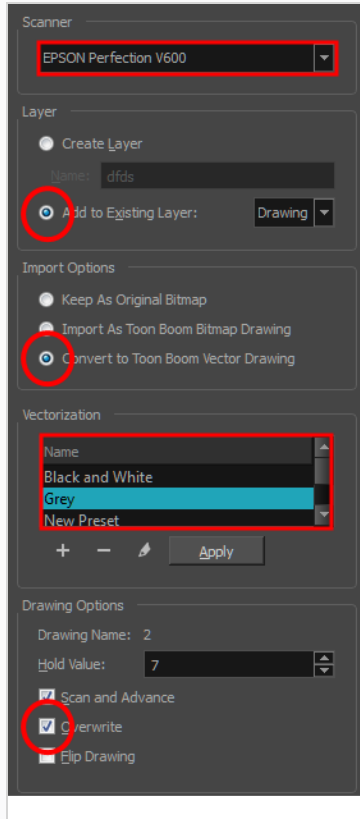 Scanner
EPSON Perfection V600
Layer
Create Layer
Name: dfds
Add to Existing Layer: Drawing
Import Options
Keep As Original Bitmap
Import As Toon Boom Bitmap Drawing
Convert to Toon Boom Vector Drawing
Vectorization
Name
Black and White
Grey
New Preset
+ − Apply
Drawing Options
Drawing Name: 2
Hold Value: 7
Scan and Advance
Overwrite
Flip Drawing